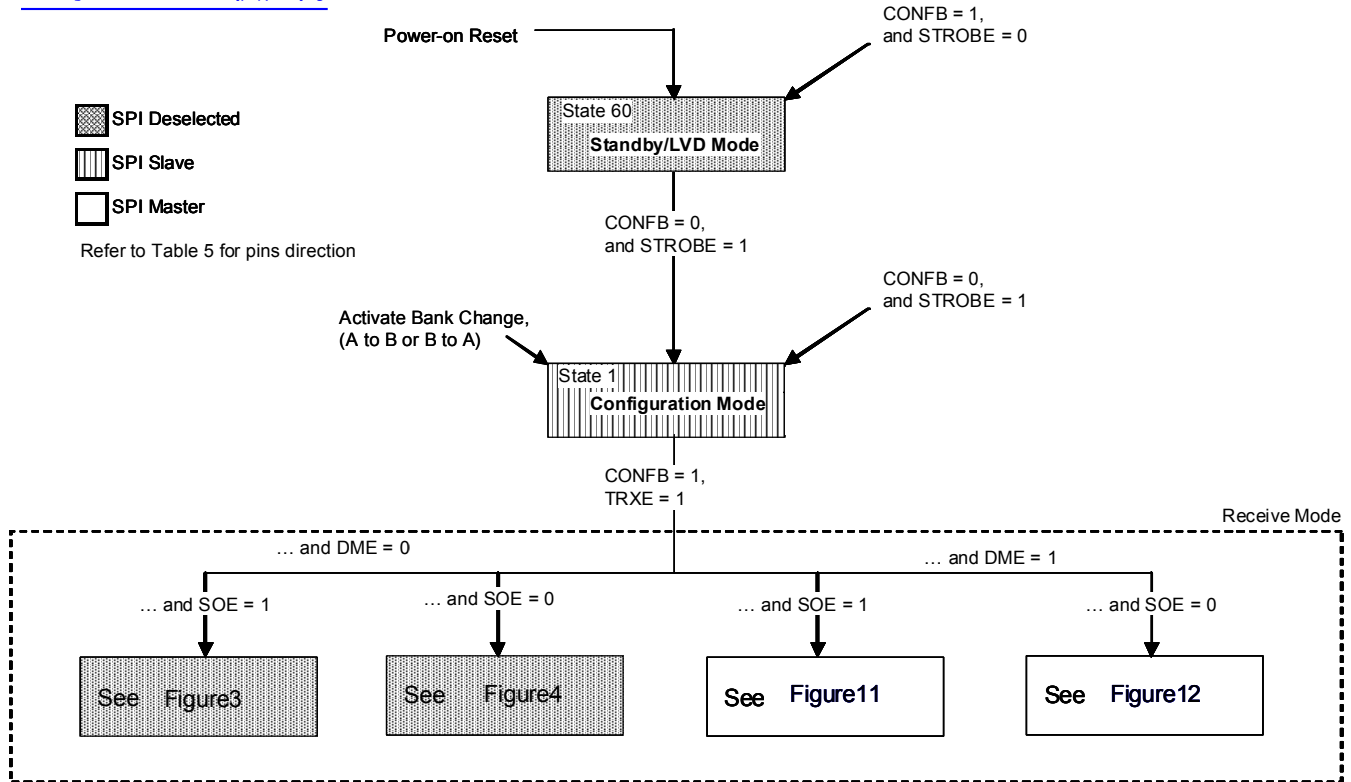 CONFB = 1,
and STROBE = 0
Power-on Reset
State 60
Standby/LVD Mode
SPI Deselected
SPI Slave
SPI Master
Refer to Table 5 for pins direction
CONFB = 0,
and STROBE = 1
CONFB = 0,
and STROBE = 1
Activate Bank Change,
(A to B or B to A)
State 1
Configuration Mode
CONFB = 1,
TRXE = 1
Receive Mode
... and DME = 0
... and DME = 1
... and SOE = 1
... and SOE = 0
... and SOE = 1
... and SOE = 0
See Figure3
See Figure4
See Figure11
See Figure12